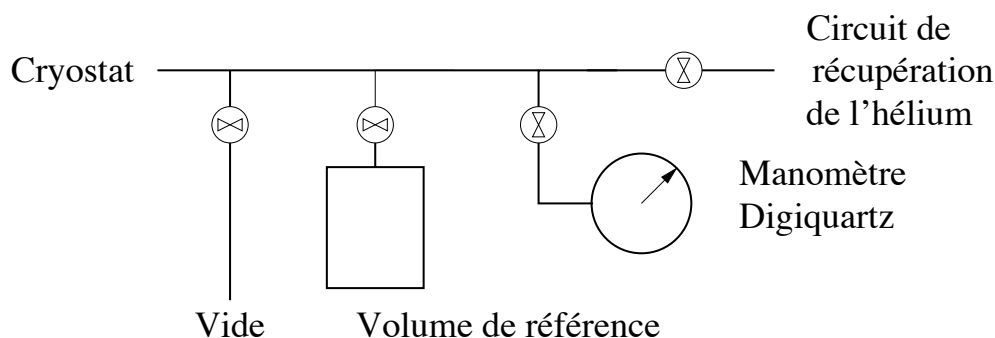 Circuit de
récupération
de l'hélium
Cryostat
Manomètre
Digiquartz
Vide
Volume de référence